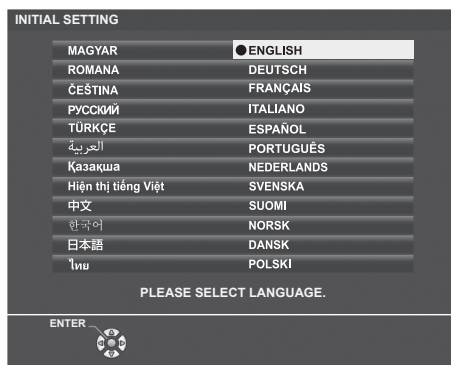 INITIAL SETTING
MAGYAR ENGLISH
ROMANA DEUTSCH
ČEŠTINA FRANÇAIS
РУССКИЙ ITALIANO
TÜRKÇE ESPAÑOL
العربية PORTUGUÊS
Қазақша NEDERLANDS
Hiện thị tiếng Việt SVENSKA
中文 SUOMI
한국어 NORSK
日本語 DANSK
ไทย POLSKI
PLEASE SELECT LANGUAGE.
ENTER